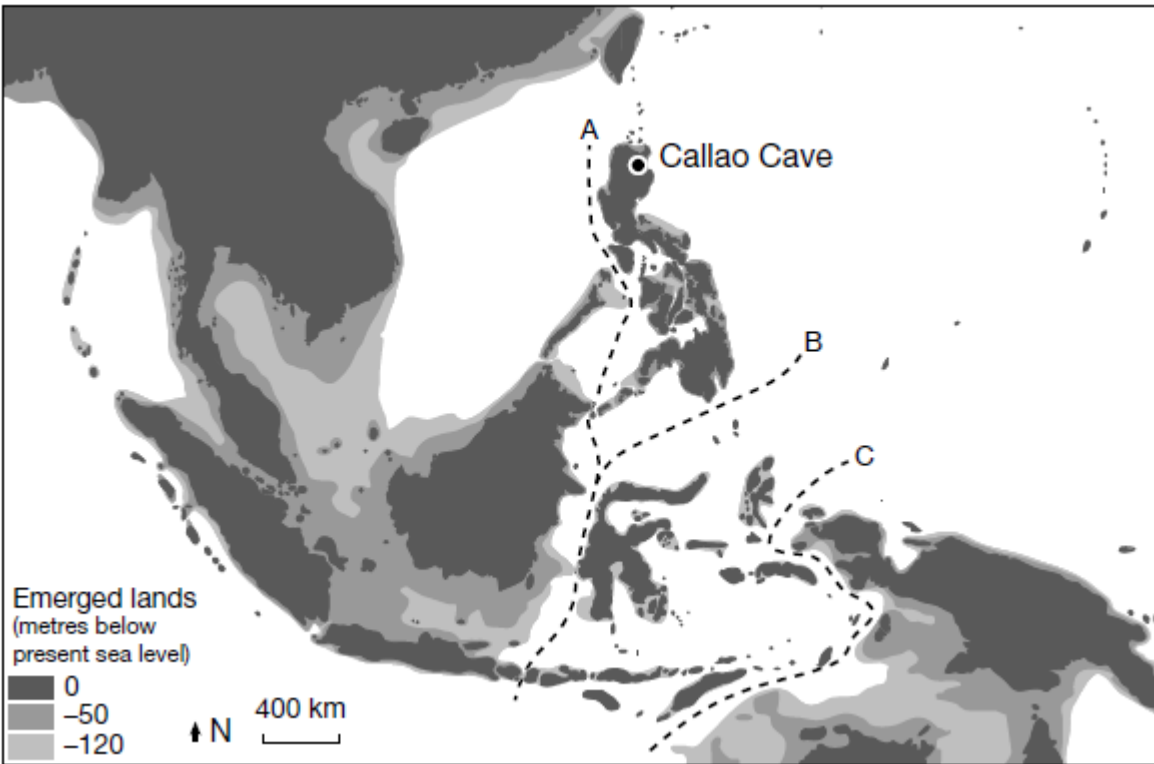 A
Callao Cave
B
C
Emerged lands
(metres below
present sea level)
0
–50
–120
N
400 km